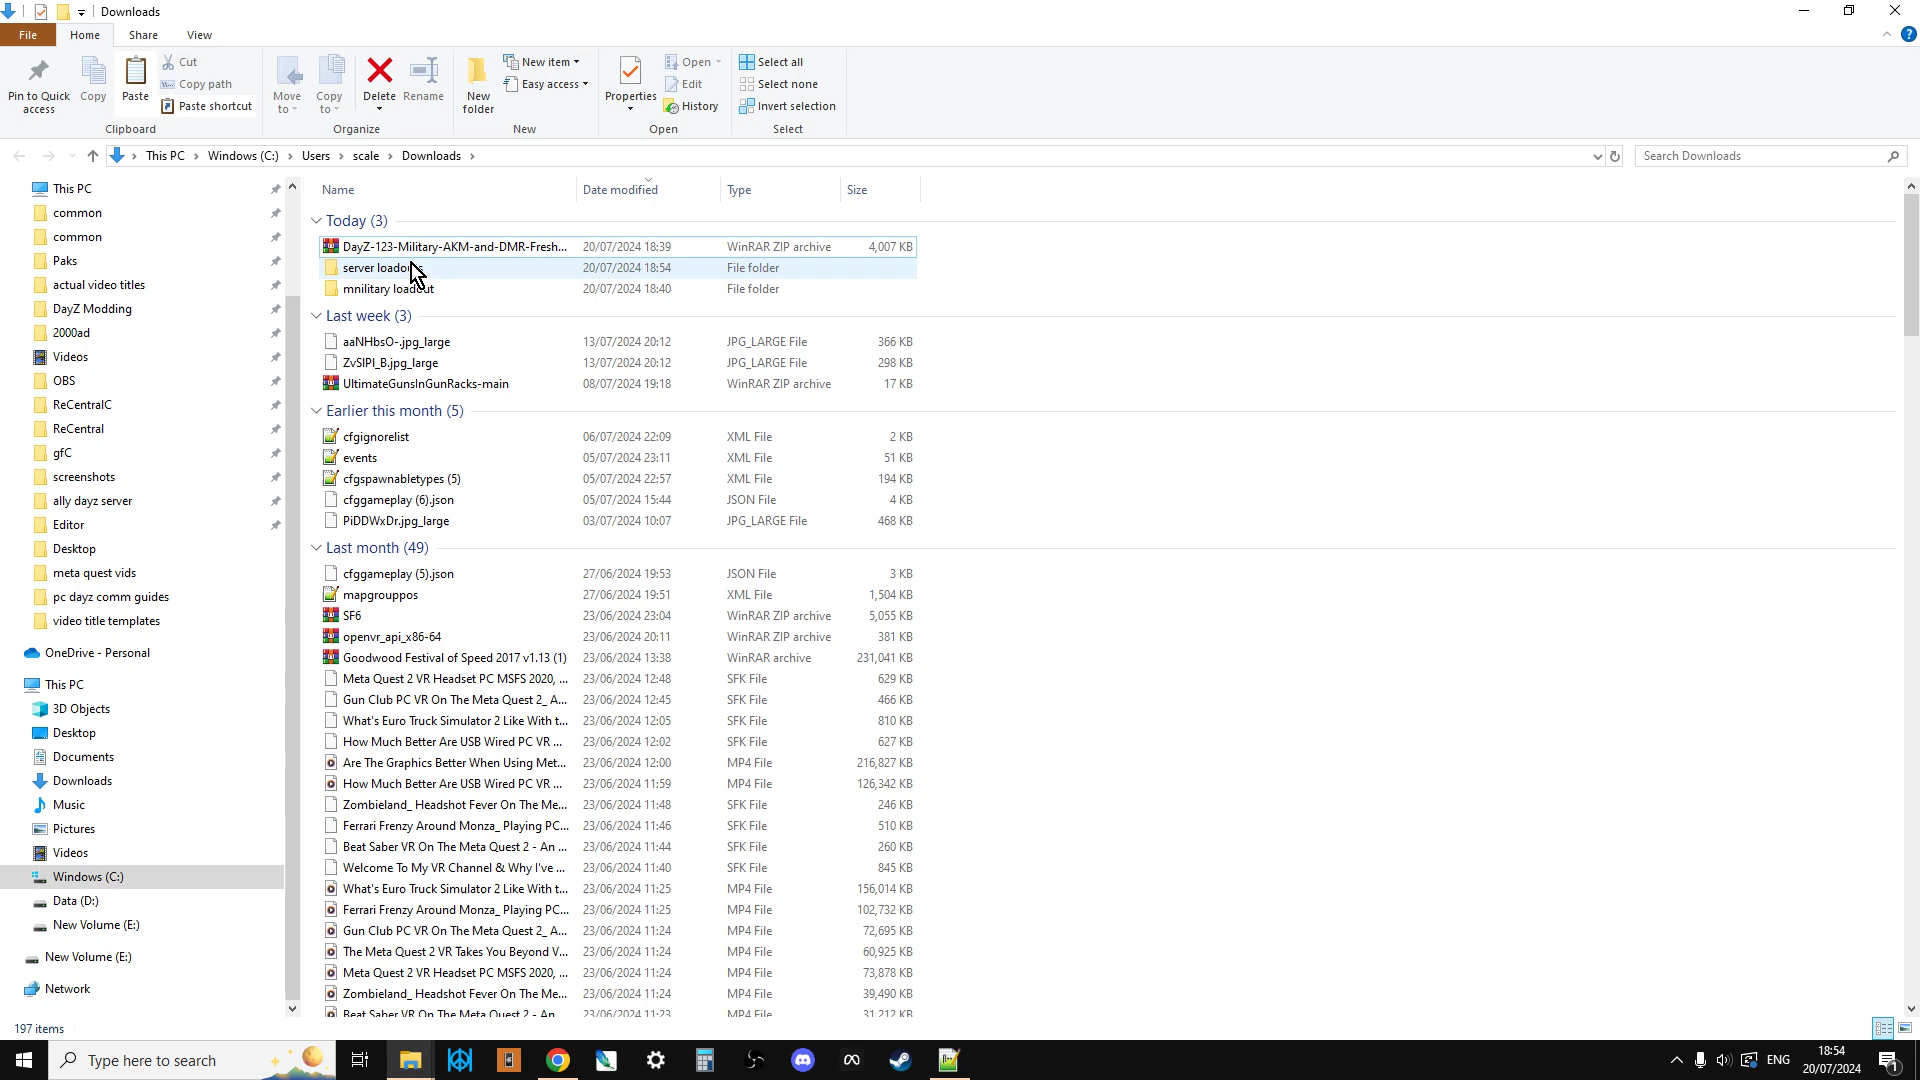 Downloads
File Home Share View
Pin to Quick access
Copy
Paste
Cut
Copy path
Paste shortcut
Clipboard
Move to
Copy to
Delete
Rename
Organize
New folder
New item
Easy access
New
Properties
Open
Edit
History
Open
Select all
Select none
Invert selection
Select
This PC > Windows (C:) > Users > scale > Downloads >
Search Downloads
This PC
common
common
Paks
actual video titles
DayZ Modding
2000ad
Videos
OBS
ReCentralC
ReCentral
gfC
screenshots
ally dayz server
Editor
Desktop
meta quest vids
pc dayz comm guides
video title templates
OneDrive - Personal
This PC
3D Objects
Desktop
Documents
Downloads
Music
Pictures
Videos
Windows (C:)
Data (D:)
New Volume (E:)
New Volume (E:)
Network
Name Date modified Type Size
Today (3)
DayZ-123-Military-AKM-and-DMR-Fresh... 20/07/2024 18:39 WinRAR ZIP archive 4,007 KB
server 20/07/2024 18:54 File folder
mnilitary loadout 20/07/2024 18:40 File folder
Last week (3)
aaNHbsO-.jpg_large 13/07/2024 20:12 JPG_LARGE File 366 KB
ZvSIPI_B.jpg_large 13/07/2024 20:12 JPG_LARGE File 298 KB
UltimateGunsInGunRacks-main 08/07/2024 19:18 WinRAR ZIP archive 17 KB
Earlier this month (5)
cfgignorelist 06/07/2024 22:09 XML File 2 KB
events 05/07/2024 23:11 XML File 51 KB
cfgspawnabletypes (5) 05/07/2024 22:57 XML File 194 KB
cfggameplay (6).json 05/07/2024 15:44 JSON File 4 KB
PiDDWxDr.jpg_large 03/07/2024 10:07 JPG_LARGE File 468 KB
Last month (49)
cfggameplay (5).json 27/06/2024 19:53 JSON File 3 KB
mapgrouppos 27/06/2024 19:51 XML File 1,504 KB
SF6 23/06/2024 23:04 WinRAR ZIP archive 5,055 KB
openvr_api_x86-64 23/06/2024 20:11 WinRAR ZIP archive 381 KB
Goodwood Festival of Speed 2017 v1.13 (1) 23/06/2024 13:38 WinRAR archive 231,041 KB
Meta Quest 2 VR Headset PC MSFS 2020, ... 23/06/2024 12:48 SFK File 629 KB
Gun Club PC VR On The Meta Quest 2_ A... 23/06/2024 12:45 SFK File 466 KB
What's Euro Truck Simulator 2 Like With t... 23/06/2024 12:05 SFK File 810 KB
How Much Better Are USB Wired PC VR ... 23/06/2024 12:02 SFK File 627 KB
Are The Graphics Better When Using Met... 23/06/2024 12:00 MP4 File 216,827 KB
How Much Better Are USB Wired PC VR ... 23/06/2024 11:59 MP4 File 126,342 KB
Zombieland_ Headshot Fever On The Me... 23/06/2024 11:48 SFK File 246 KB
Ferrari Frenzy Around Monza_ Playing PC... 23/06/2024 11:46 SFK File 510 KB
Beat Saber VR On The Meta Quest 2 - An ... 23/06/2024 11:44 SFK File 260 KB
Welcome To My VR Channel & Why I've ... 23/06/2024 11:40 SFK File 845 KB
What's Euro Truck Simulator 2 Like With t... 23/06/2024 11:25 MP4 File 156,014 KB
Ferrari Frenzy Around Monza_ Playing PC... 23/06/2024 11:25 MP4 File 102,732 KB
Gun Club PC VR On The Meta Quest 2_ A... 23/06/2024 11:24 MP4 File 72,695 KB
The Meta Quest 2 VR Takes You Beyond V... 23/06/2024 11:24 MP4 File 60,925 KB
Meta Quest 2 VR Headset PC MSFS 2020, ... 23/06/2024 11:24 MP4 File 73,878 KB
Zombieland_ Headshot Fever On The Me... 23/06/2024 11:24 MP4 File 39,490 KB
Beat Saber VR On The Meta Quest 2 - An ... 23/06/2024 11:23 MP4 File 31,212 KB
197 items
Type here to search
ENG
18:54
20/07/2024
1